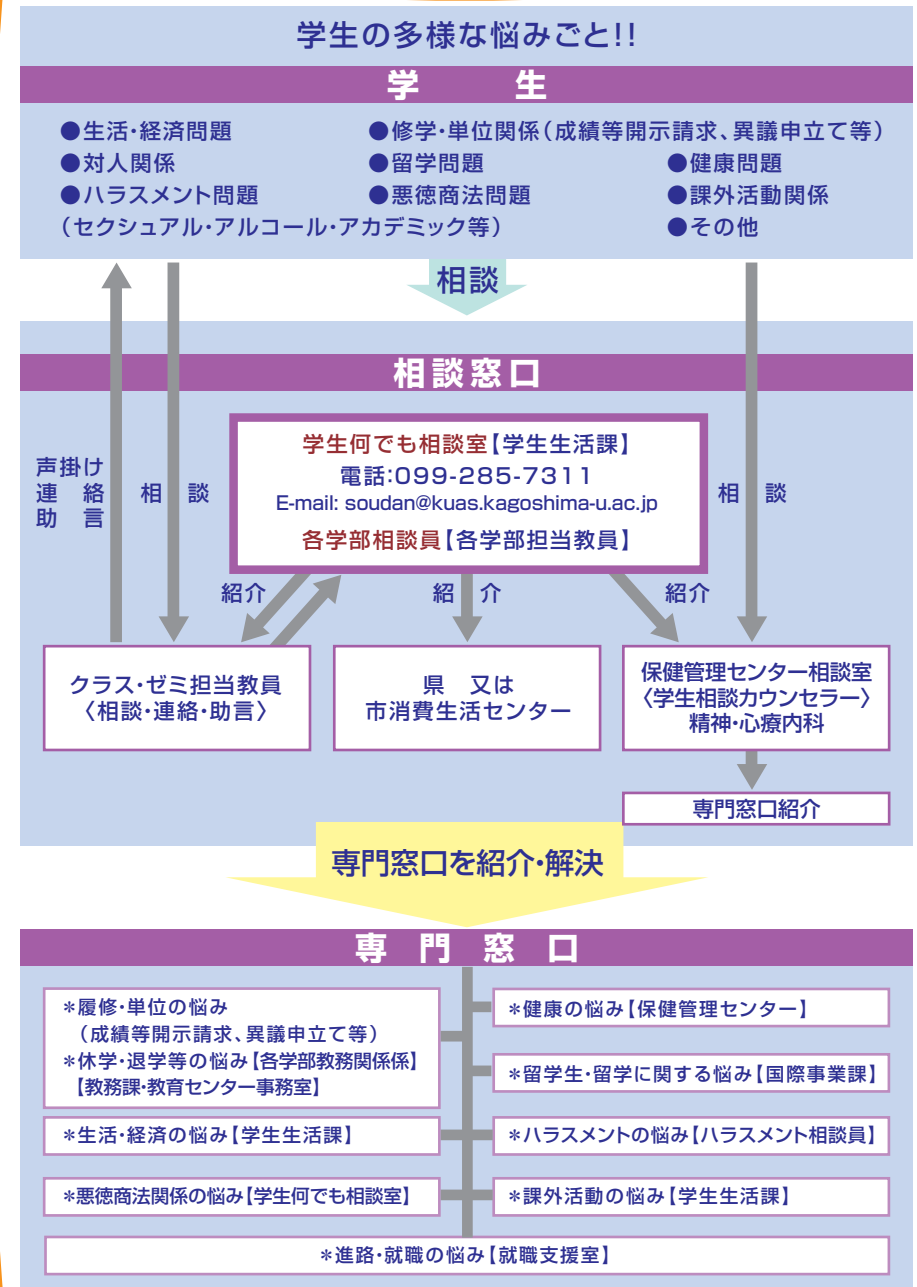 学生の多様な悩みごと!!
学　生
●生活・経済問題　●修学・単位関係(成績等開示請求、異議申立て等)
●対人関係　●留学問題　●健康問題
●ハラスメント問題　●悪徳商法問題　●課外活動関係
(セクシュアル・アルコール・アカデミック等)　●その他
相談
相談窓口
学生何でも相談室【学生生活課】
電話:099-285-7311
E-mail: soudan@kuas.kagoshima-u.ac.jp
各学部相談員【各学部担当教員】
声掛け
連　絡
助　言
相　談
相　談
紹介
紹　介
紹介
クラス・ゼミ担当教員
〈相談・連絡・助言〉
県　又は
市消費生活センター
保健管理センター相談室
〈学生相談カウンセラー〉
精神・心療内科
専門窓口紹介
専門窓口を紹介・解決
専　門　窓　口
*履修・単位の悩み
(成績等開示請求、異議申立て等)
*休学・退学等の悩み【各学部教務関係係】
【教務課・教育センター事務室】
*健康の悩み【保健管理センター】
*留学生・留学に関する悩み【国際事業課】
*生活・経済の悩み【学生生活課】
*ハラスメントの悩み【ハラスメント相談員】
*悪徳商法関係の悩み【学生何でも相談室】
*課外活動の悩み【学生生活課】
*進路・就職の悩み【就職支援室】